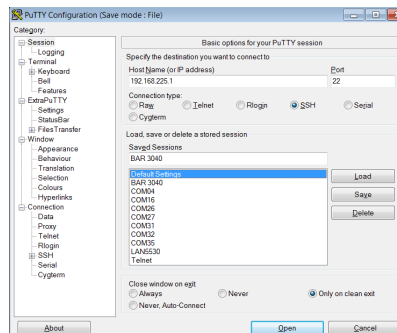 PuTTY Configuration (Save mode : File)
Category:
Session
Logging
Terminal
Keyboard
Bell
Features
ExtraPuTTY
Settings
StatusBar
FilesTransfer
Window
Appearance
Behaviour
Translation
Selection
Colours
Hyperlinks
Connection
Data
Proxy
Telnet
Rlogin
SSH
Serial
Cygterm
Basic options for your PuTTY session
Specify the destination you want to connect to
Host Name (or IP address) Port
192.168.225.1 22
Connection type:
Raw Telnet Rlogin SSH Serial
Cygterm
Load, save or delete a stored session
Saved Sessions
BAR 3040
Default Settings Load
BAR 3040
COM04 Save
COM16
COM26 Delete
COM27
COM31
COM32
COM35
LAN5530
Telnet
Close window on exit
Always Never Only on clean exit
Never, Auto-Connect
About Open Cancel